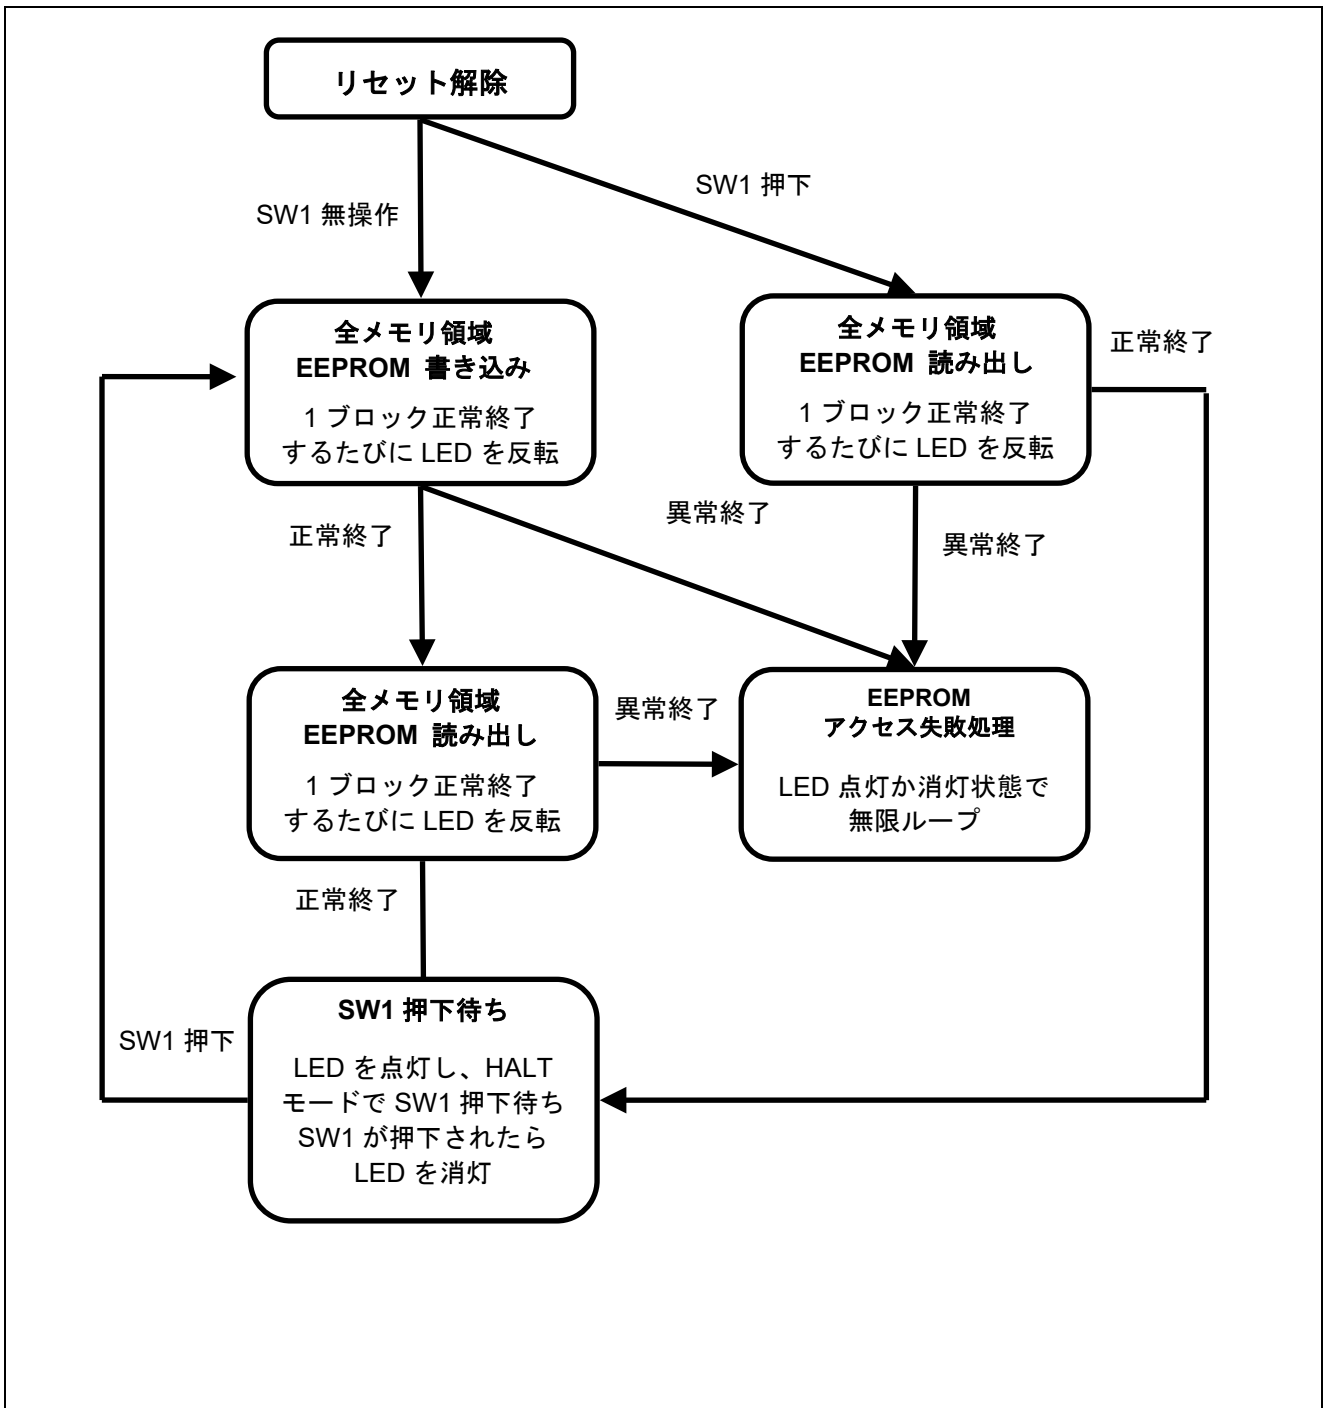 リセット解除
SW1 押下
SW1 無操作
全メモリ領域
EEPROM 書き込み
1 ブロック正常終了
するたびに LED を反転
全メモリ領域
EEPROM 読み出し
1 ブロック正常終了
するたびに LED を反転
正常終了
正常終了
異常終了
異常終了
全メモリ領域
EEPROM 読み出し
1 ブロック正常終了
するたびに LED を反転
異常終了
EEPROM
アクセス失敗処理
LED 点灯か消灯状態で
無限ループ
正常終了
SW1 押下
SW1 押下待ち
LED を点灯し、HALT
モードで SW1 押下待ち
SW1 が押下されたら
LED を消灯